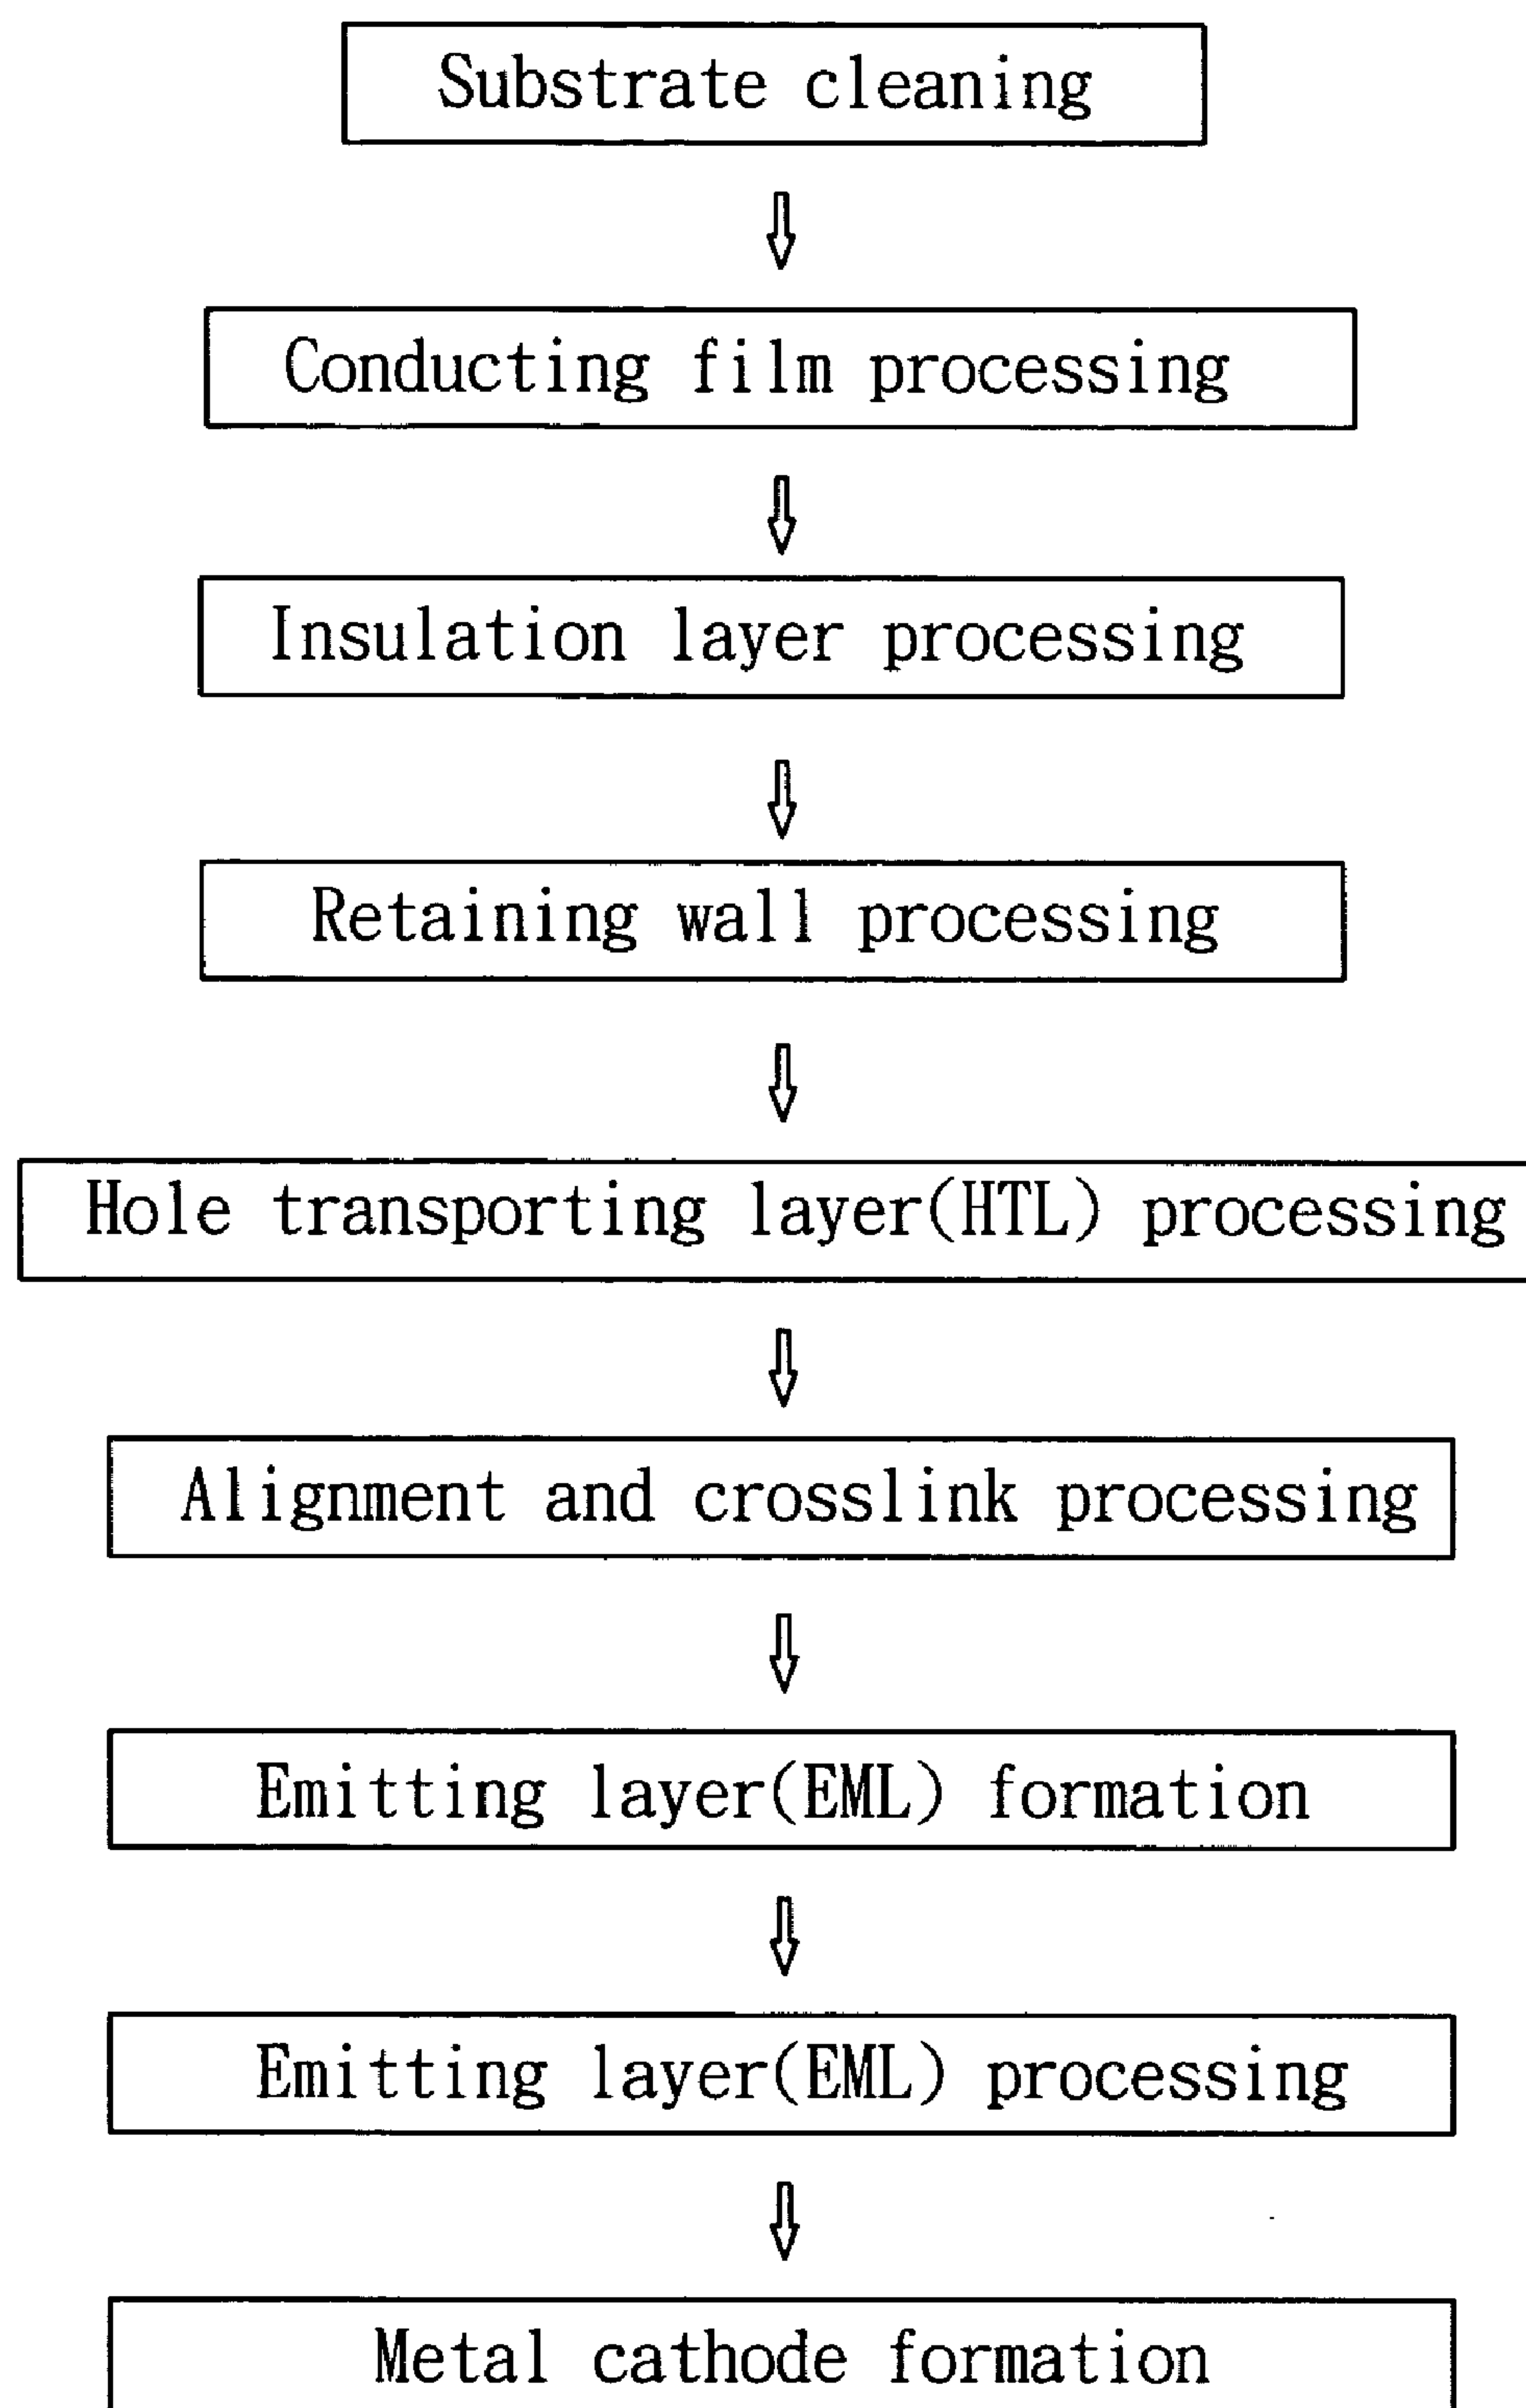 Substrate cleaning
Conducting film processing
Insulation layer processing
Retaining wall processing
Hole transporting layer(HTL) processing
Alignment and crosslink processing
Emitting layer(EML) formation
Emitting layer(EML) processing
Metal cathode formation